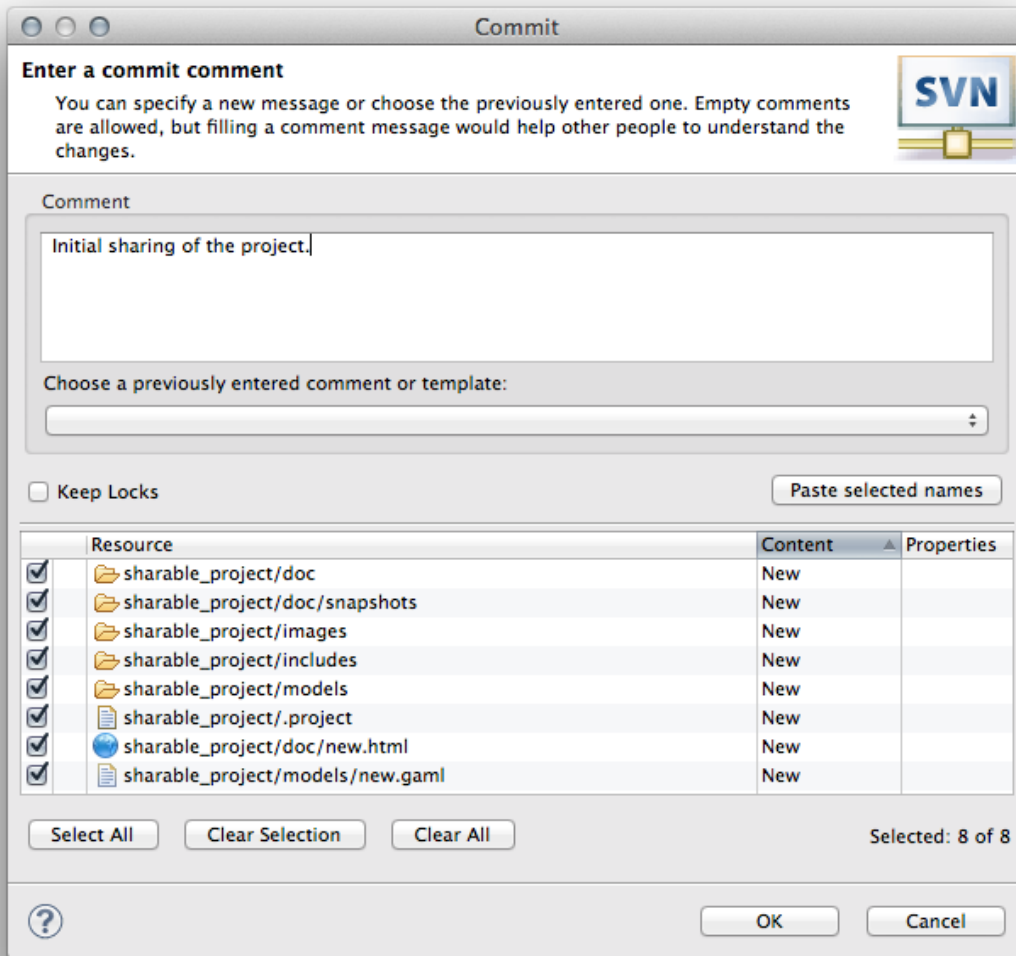 Commit
Enter a commit comment
SVN
You can specify a new message or choose the previously entered one. Empty comments
are allowed, but filling a comment message would help other people to understand the
changes.
Comment
Initial sharing of the project.
Choose a previously entered comment or template:
Keep Locks
Paste selected names
Resource Content Properties
sharable_project/doc New
sharable_project/doc/snapshots New
sharable_project/images New
sharable_project/includes New
sharable_project/models New
sharable_project/.project New
sharable_project/doc/new.html New
sharable_project/models/new.gaml New
Select All Clear Selection Clear All Selected: 8 of 8
? OK Cancel